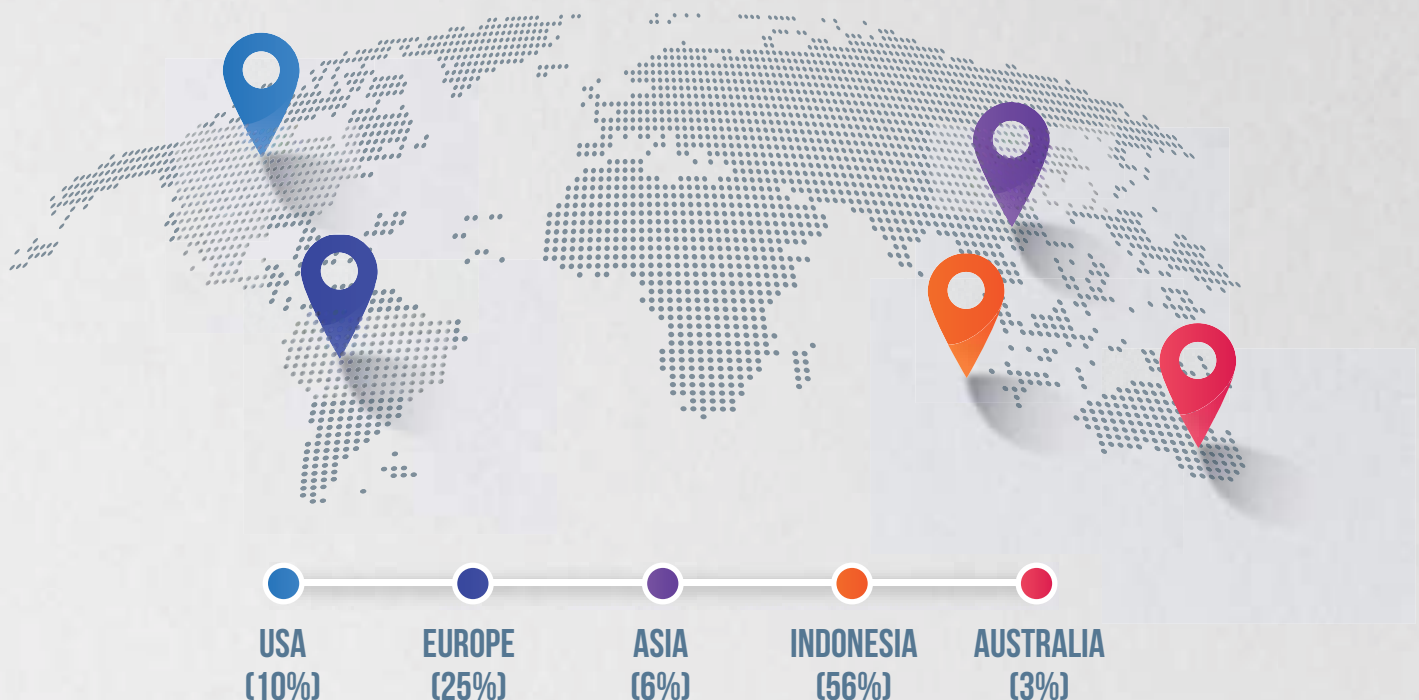 USA
(10%)
EUROPE
(25%)
ASIA
(6%)
INDONESIA
(56%)
AUSTRALIA
(3%)